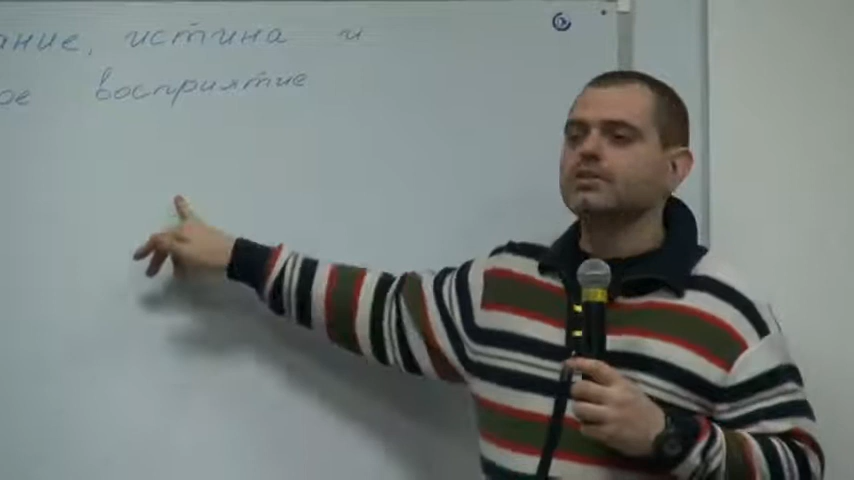 ание, истина и
ое восприятие